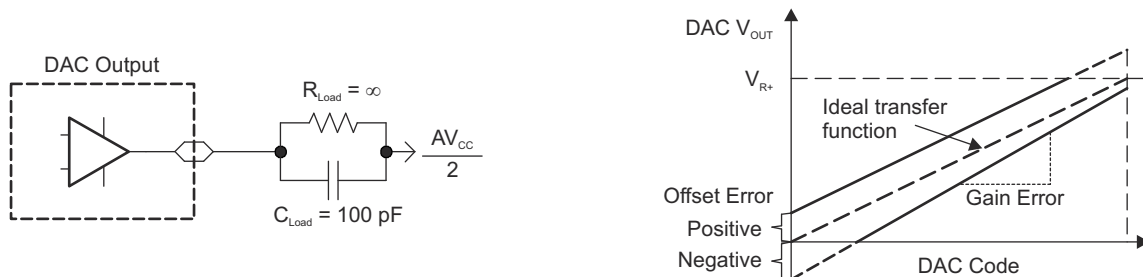 DAC Output
R_Load = ∞
C_Load = 100 pF
AV_CC
2
DAC V_OUT
V_R+
Ideal transfer
function
Offset Error
Positive
Negative
Gain Error
DAC Code